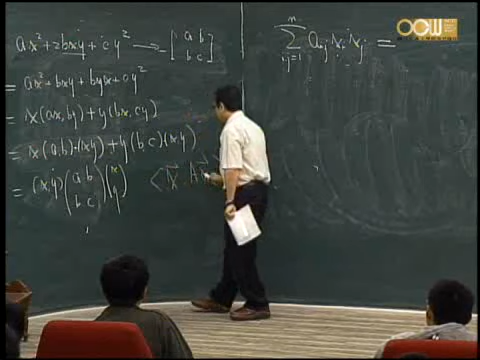 ax²+2bxy+cy² → [a b
b c]
= ax²+bxy+byx+cy²
= x(ax,by)+y(bx,cy)
= x(a,b)·(x,y)+y(b c)(x,y)
= (x,y)(a b
b c)(x
y)
<x, Ax
n
∑ aᵢⱼ xᵢ xⱼ =
i,j=1
OCW